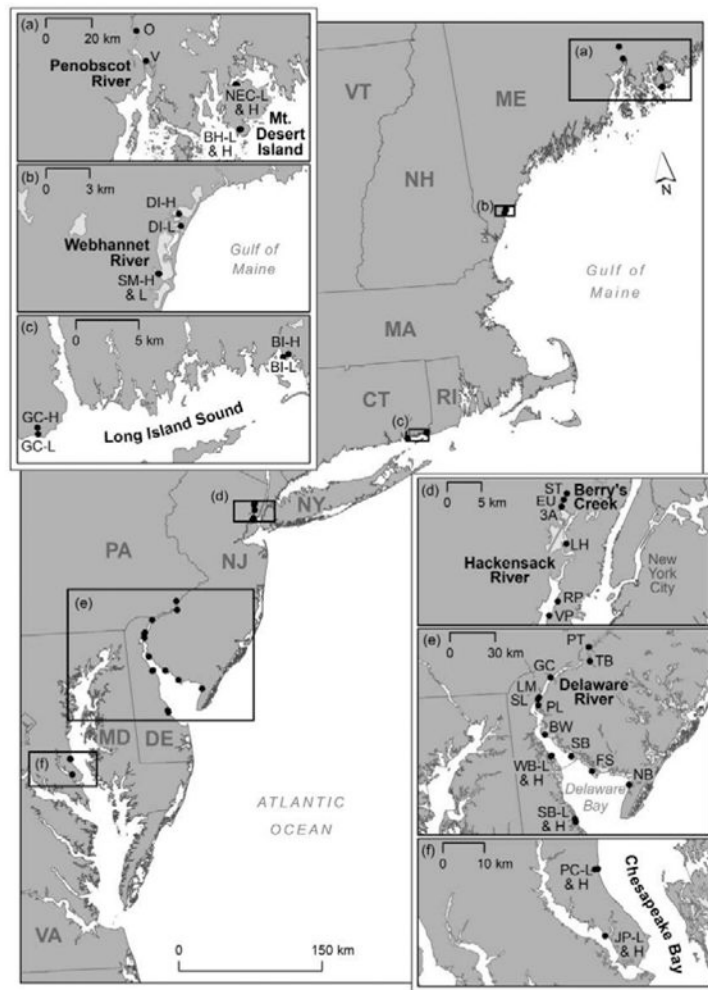 (a)
0 20 km
O
V
Penobscot
River
NEC-L
& H
Mt.
Desert
Island
BH-L
& H
(b)
0 3 km
DI-H
DI-L
Webhannet
River
SM-H
& L
Gulf of
Maine
(c)
0 5 km
BI-H
BI-L
GC-H
GC-L
Long Island Sound
(a)
VT
ME
NH
N
(b)
Gulf of
Maine
MA
CT
RI
(c)
(d)
NY
PA
NJ
(e)
MD
DE
(f)
ATLANTIC
OCEAN
VA
0 150 km
(d)
0 5 km
ST
EU
3A
Berry's
Creek
LH
Hackensack
River
New
York
City
RP
VP
(e)
0 30 km
PT
TB
GC
Delaware
River
LM
SL
PL
BW
SB
WB-L
& H
FS
NB
Delaware
Bay
SB-L
& H
(f)
0 10 km
PC-L
& H
Chesapeake Bay
JP-L
& H